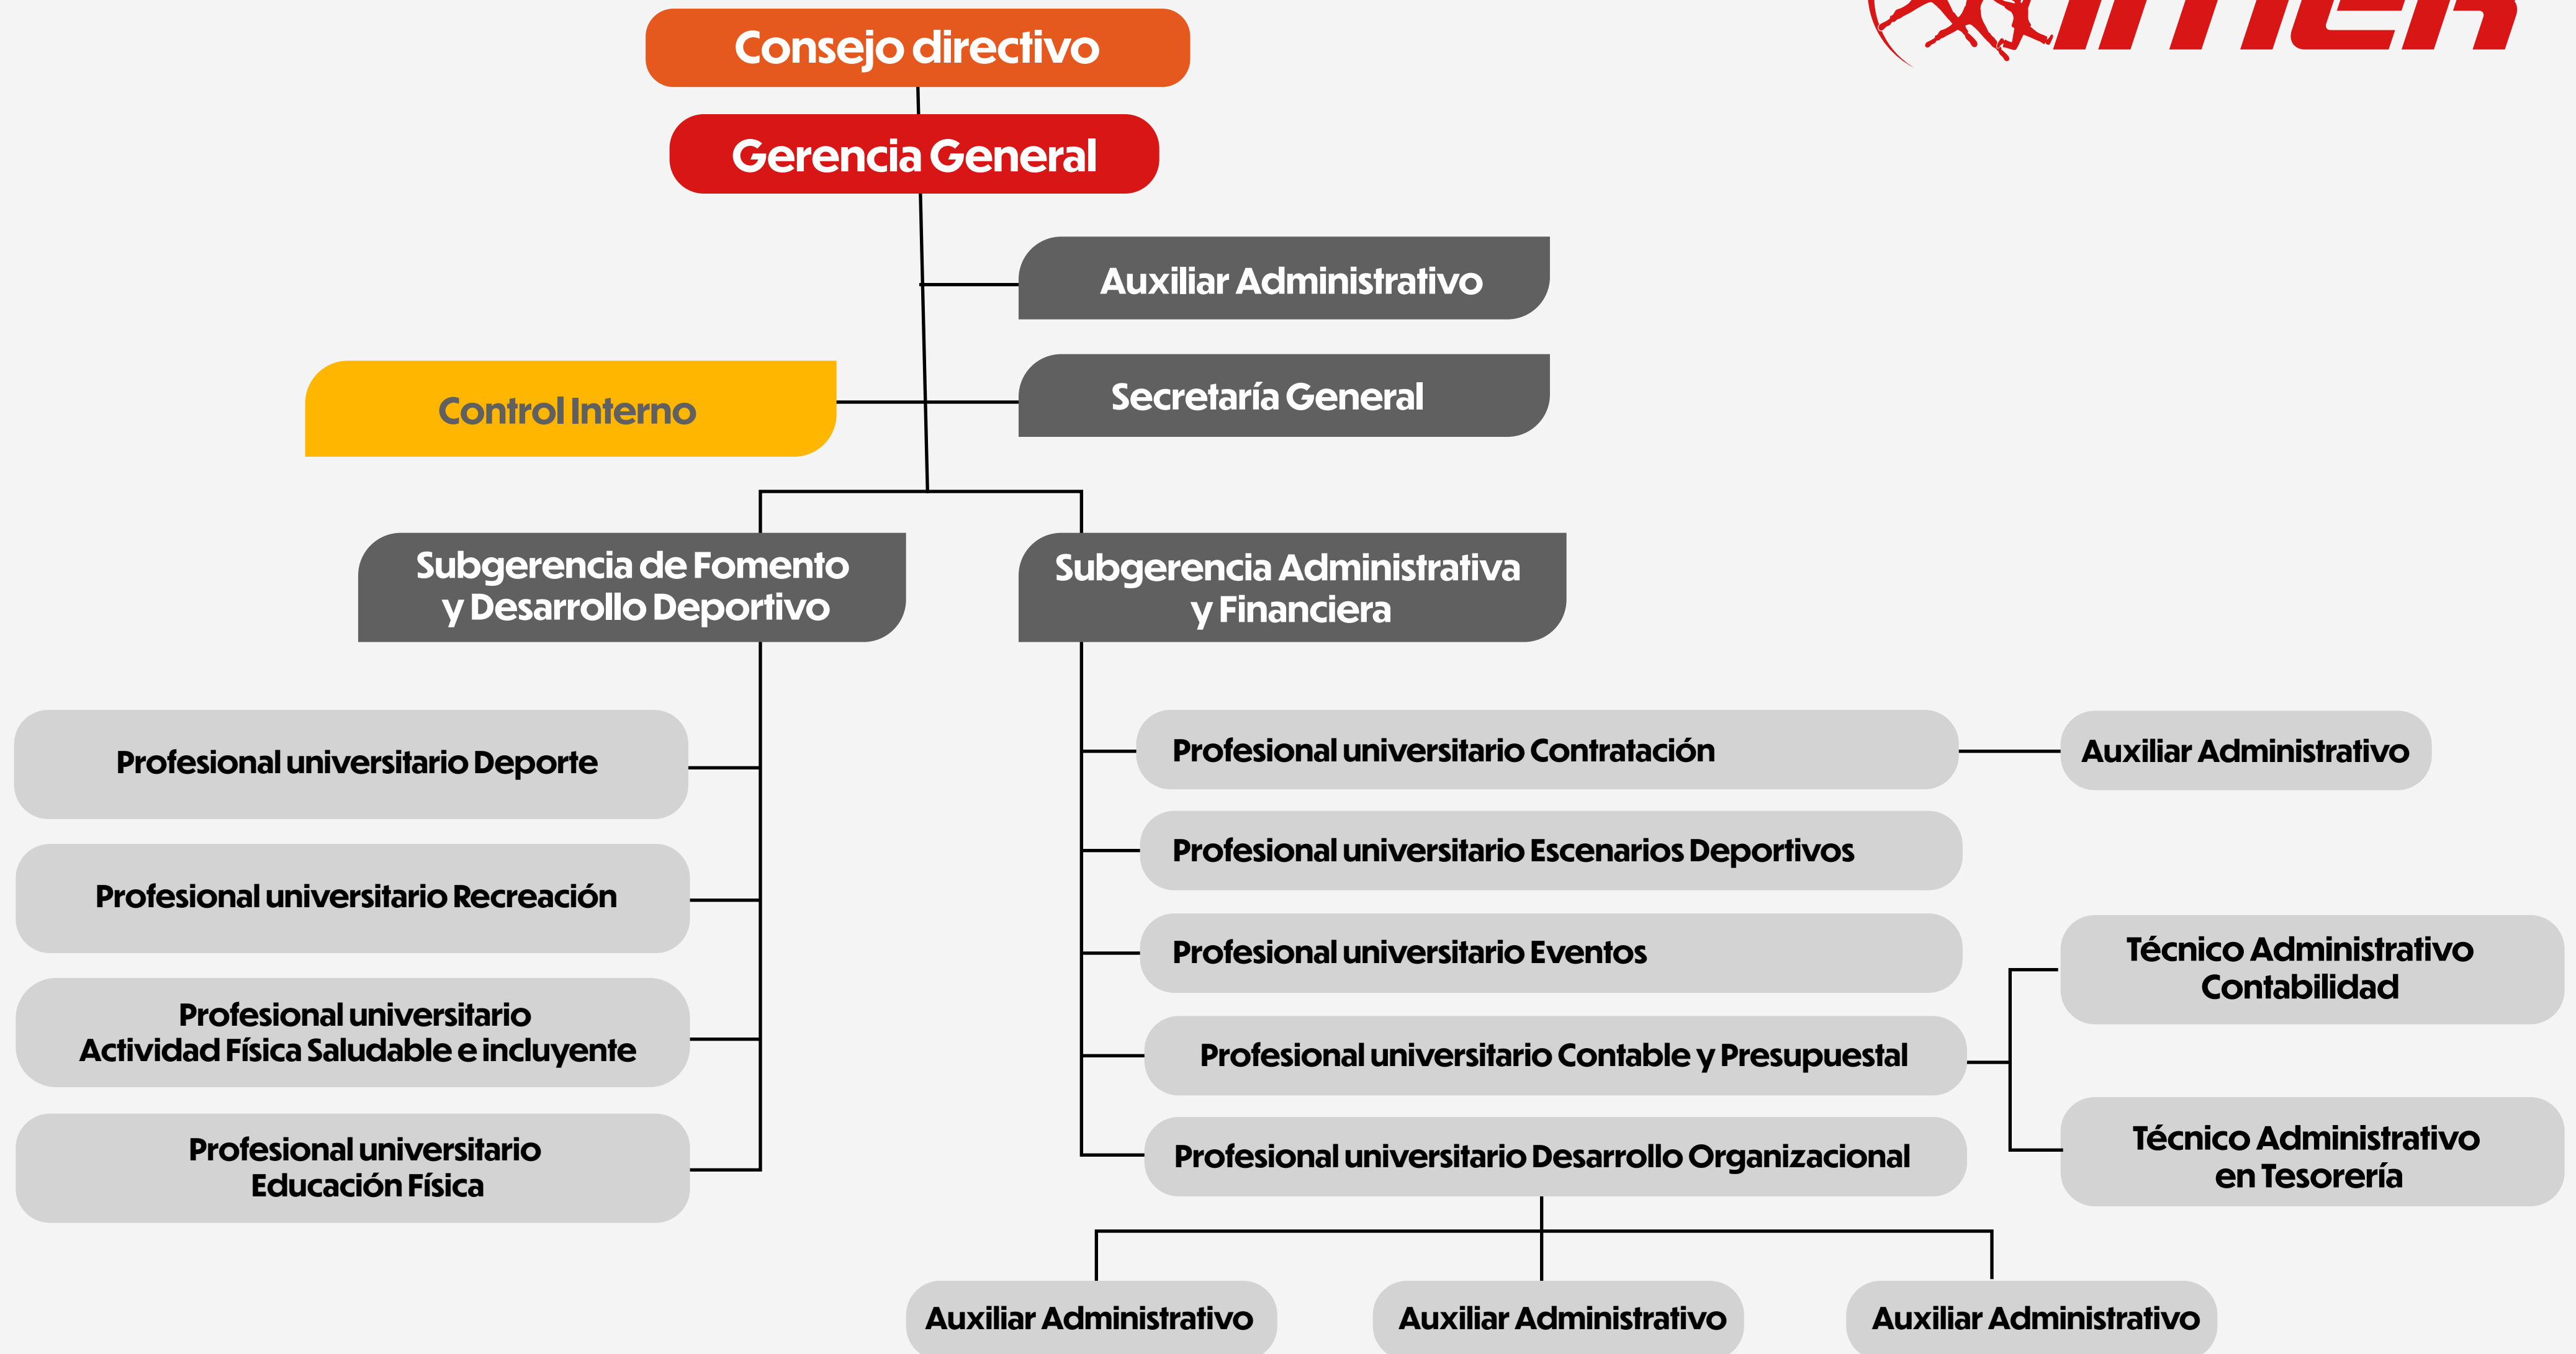 Consejo directivo
Gerencia General
Auxiliar Administrativo
Control Interno
Secretaría General
Subgerencia de Fomento
y Desarrollo Deportivo
Subgerencia Administrativa
y Financiera
Profesional universitario Deporte
Profesional universitario Recreación
Profesional universitario
Actividad Física Saludable e incluyente
Profesional universitario
Educación Física
Profesional universitario Contratación
Auxiliar Administrativo
Profesional universitario Escenarios Deportivos
Profesional universitario Eventos
Profesional universitario Contable y Presupuestal
Técnico Administrativo
Contabilidad
Técnico Administrativo
en Tesorería
Profesional universitario Desarrollo Organizacional
Auxiliar Administrativo
Auxiliar Administrativo
Auxiliar Administrativo